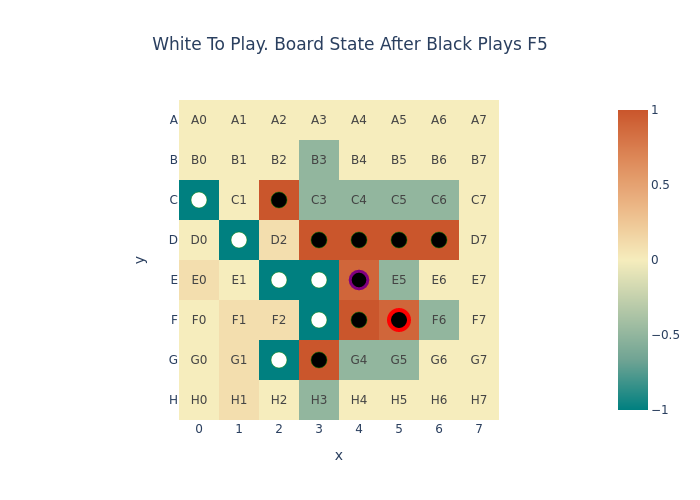 White To Play. Board State After Black Plays F5
A A0 A1 A2 A3 A4 A5 A6 A7
B B0 B1 B2 B3 B4 B5 B6 B7
C C1 C3 C4 C5 C6 C7
D D0 D2 D7
E E0 E1 E5 E6 E7
F F0 F1 F2 F6 F7
G G0 G1 G4 G5 G6 G7
H H0 H1 H2 H3 H4 H5 H6 H7
0 1 2 3 4 5 6 7
x
y
1
0.5
0
−0.5
−1